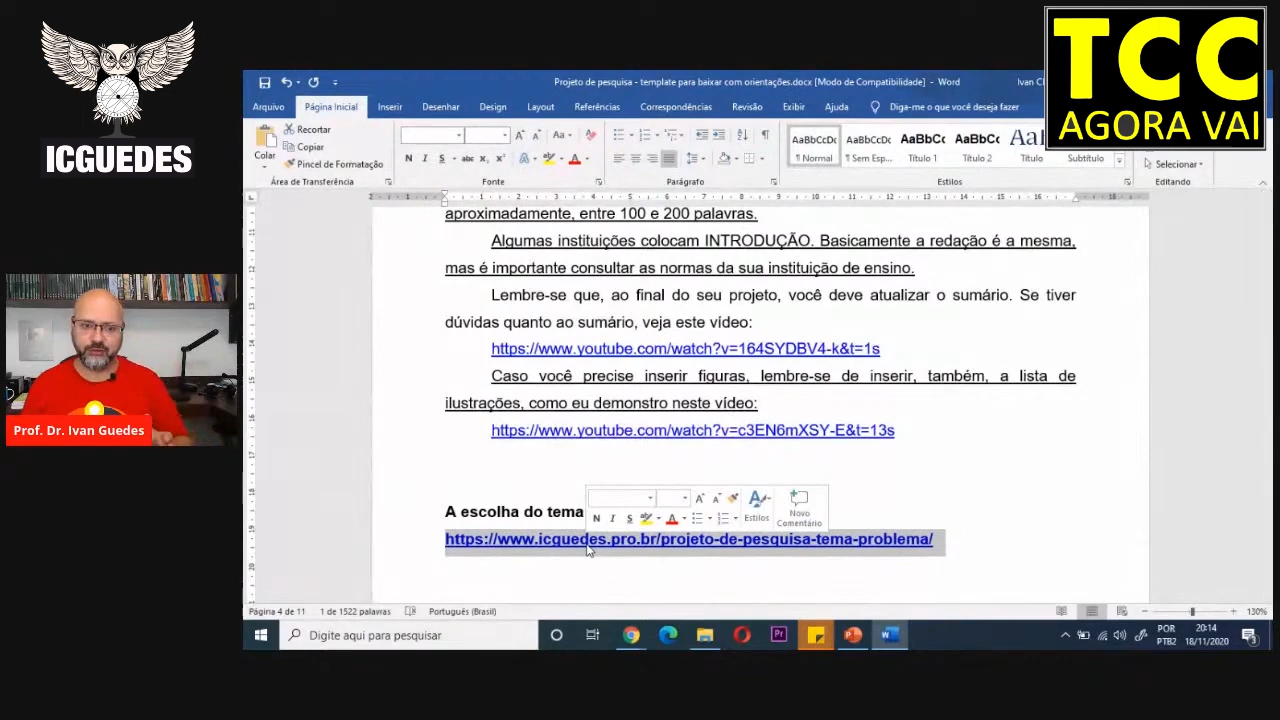 ICGUEDES
TCC
AGORA VAI
Prof. Dr. Ivan Guedes
Projeto de pesquisa - template para baixar com orientações.docx [Modo de Compatibilidade] - Word
Ivan C
Arquivo Página Inicial Inserir Desenhar Design Layout Referências Correspondências Revisão Exibir Ajuda Diga-me o que você deseja fazer
Colar
Recortar
Copiar
Pincel de Formatação
Área de Transferência
N I S abc x₂ x²
Fonte
Parágrafo
AaBbCcDc AaBbCcDc AaBbCc AaBbCc AaB
¶ Normal ¶ Sem Esp... Título 1 Título 2 Título Subtítulo
Estilos
Selecionar
Editando
aproximadamente, entre 100 e 200 palavras.
Algumas instituições colocam INTRODUÇÃO. Basicamente a redação é a mesma,
mas é importante consultar as normas da sua instituição de ensino.
Lembre-se que, ao final do seu projeto, você deve atualizar o sumário. Se tiver
dúvidas quanto ao sumário, veja este vídeo:
https://www.youtube.com/watch?v=164SYDBV4-k&t=1s
Caso você precise inserir figuras, lembre-se de inserir, também, a lista de
ilustrações, como eu demonstro neste vídeo:
https://www.youtube.com/watch?v=c3EN6mXSY-E&t=13s
N I S
Estilos
Novo
Comentário
A escolha do tema
https://www.icguedes.pro.br/projeto-de-pesquisa-tema-problema/
Página 4 de 11 1 de 1522 palavras Português (Brasil) 130%
Digite aqui para pesquisar
POR
PTB2
20:14
18/11/2020